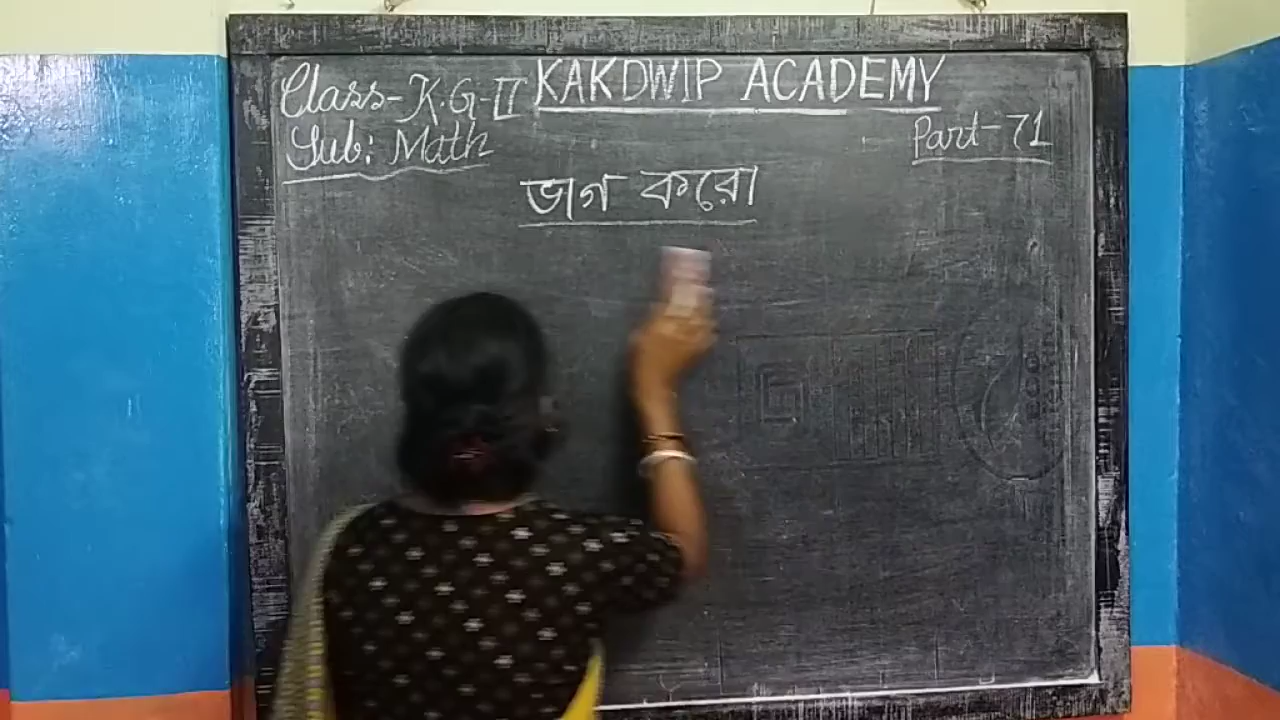 Class- K.G-II KAKDWIP ACADEMY
Sub: Math
Part-71
ভাগ করো